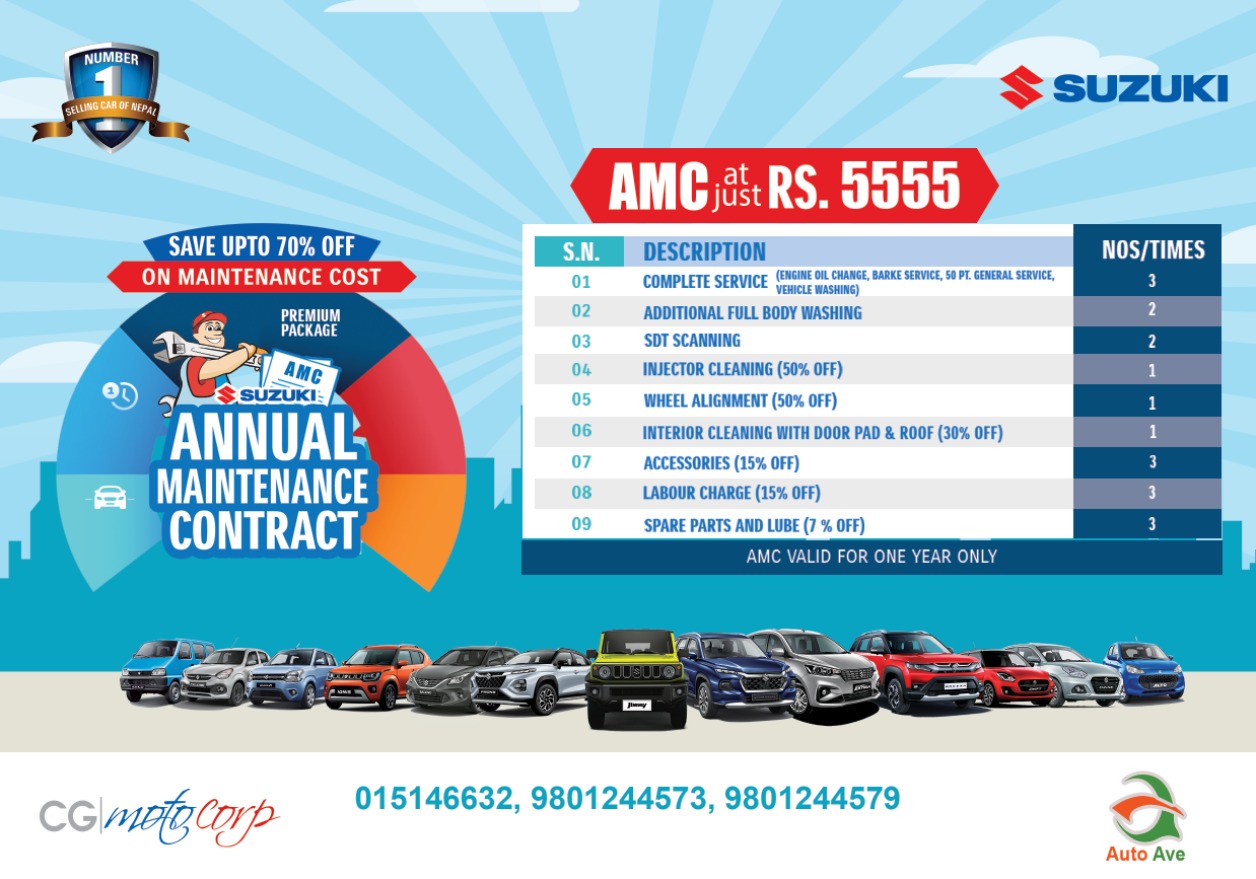 NUMBER
1
SELLING CAR OF NEPAL
SUZUKI
AMC at just RS. 5555
SAVE UPTO 70% OFF
ON MAINTENANCE COST
PREMIUM
PACKAGE
AMC
SUZUKI
ANNUAL
MAINTENANCE
CONTRACT
S.N. DESCRIPTION NOS/TIMES
01 COMPLETE SERVICE (ENGINE OIL CHANGE, BARKE SERVICE, 50 PT. GENERAL SERVICE,
VEHICLE WASHING) 3
02 ADDITIONAL FULL BODY WASHING 2
03 SDT SCANNING 2
04 INJECTOR CLEANING (50% OFF) 1
05 WHEEL ALIGNMENT (50% OFF) 1
06 INTERIOR CLEANING WITH DOOR PAD & ROOF (30% OFF) 1
07 ACCESSORIES (15% OFF) 3
08 LABOUR CHARGE (15% OFF) 3
09 SPARE PARTS AND LUBE (7 % OFF) 3
AMC VALID FOR ONE YEAR ONLY
IGNIS
Jimny
SWIFT
CG motocorp
015146632, 9801244573, 9801244579
Auto Ave